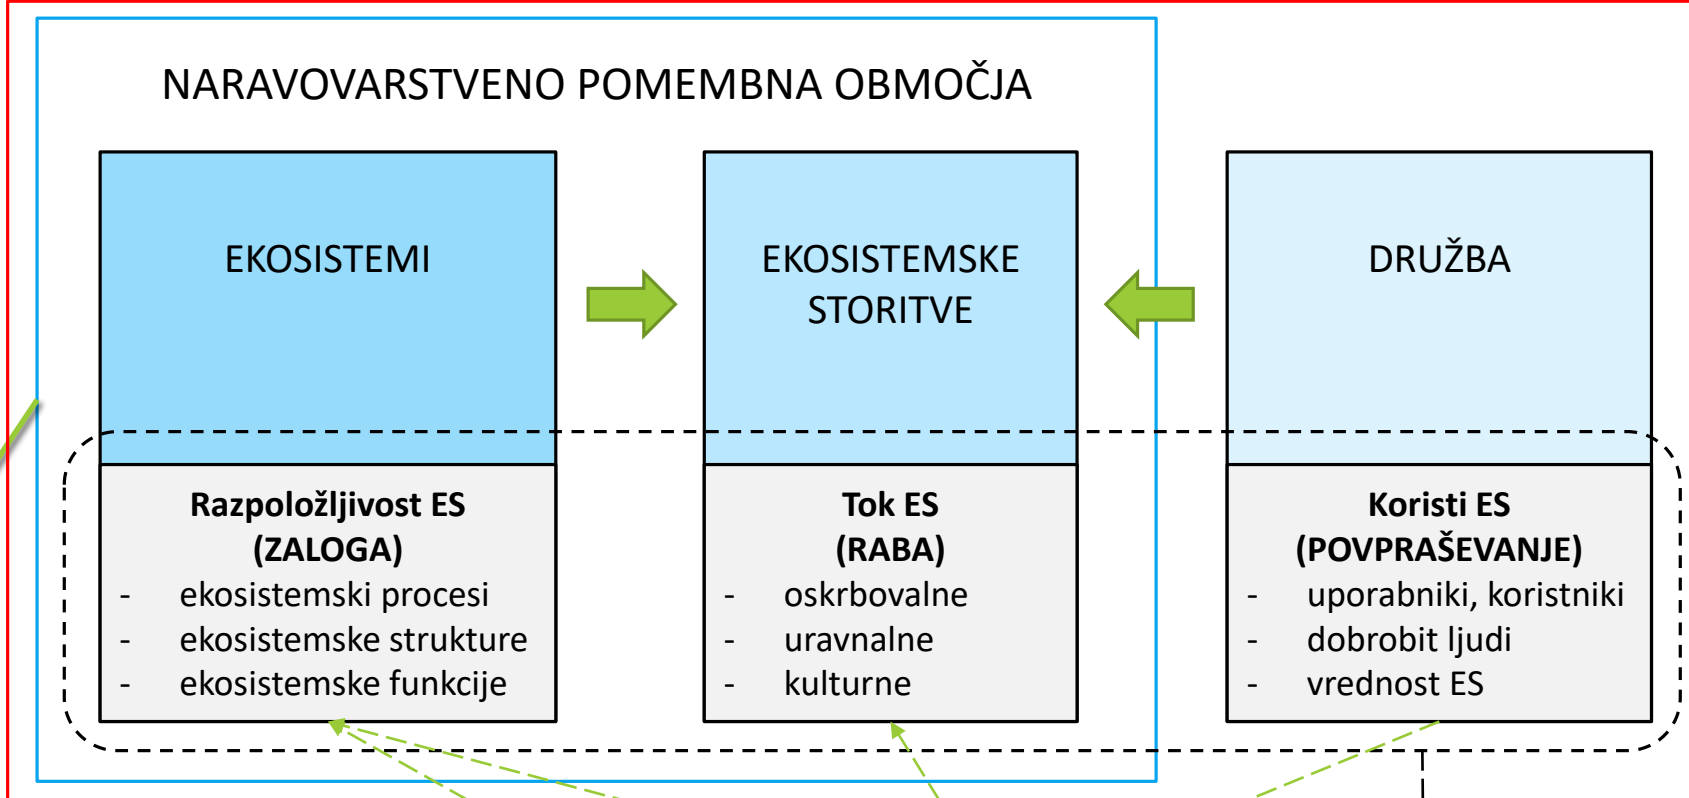 NARAVOVARSTVENO POMEMBNA OBMOČJA
EKOSISTEMI
EKOSISTEMSKE
STORITVE
DRUŽBA
Razpoložljivost ES
(ZALOGA)
- ekosistemski procesi
- ekosistemske strukture
- ekosistemske funkcije
Tok ES
(RABA)
- oskrbovalne
- uravnalne
- kulturne
Koristi ES
(POVPRAŠEVANJE)
- uporabniki, koristniki
- dobrobit ljudi
- vrednost ES